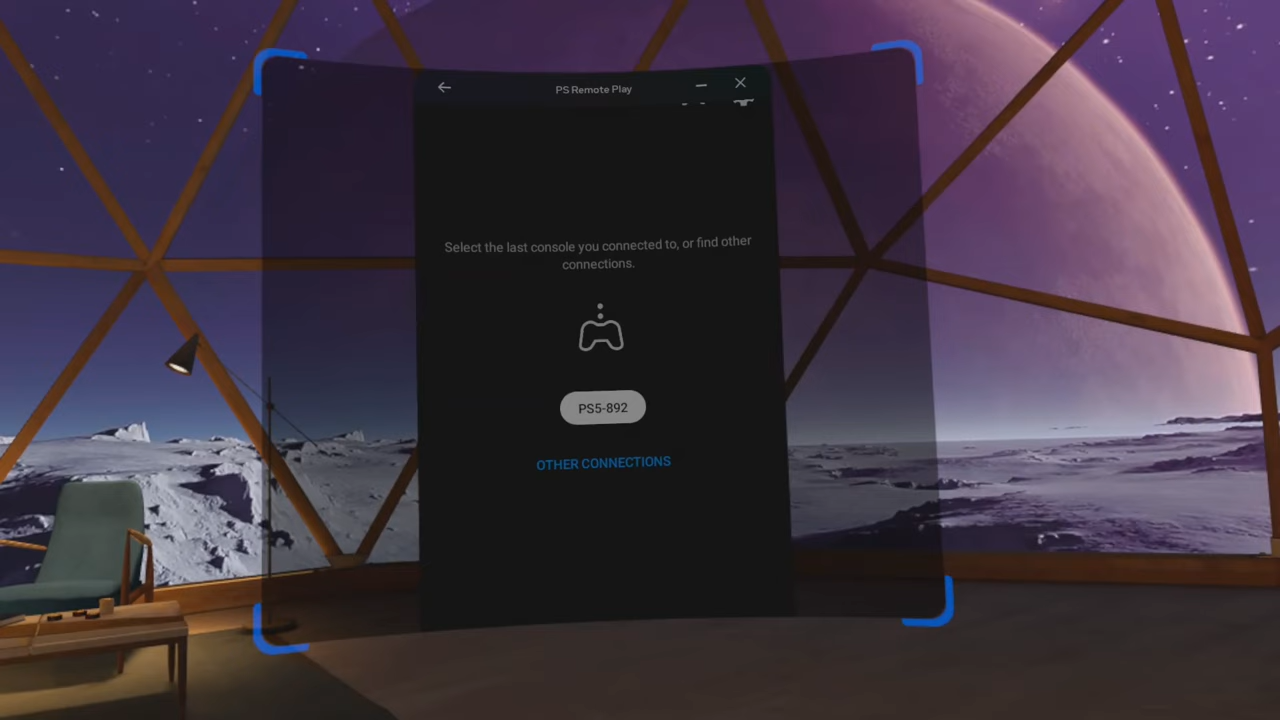 PS Remote Play
Select the last console you connected to, or find other
connections.
PS5-892
OTHER CONNECTIONS